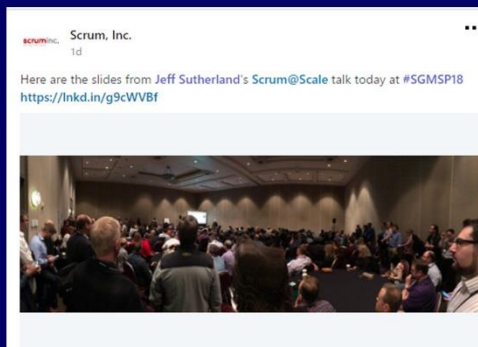 scruminc. Scrum, Inc.
1d
Here are the slides from Jeff Sutherland's Scrum@Scale talk today at #SGMSP18
https://lnkd.in/g9cWVBf